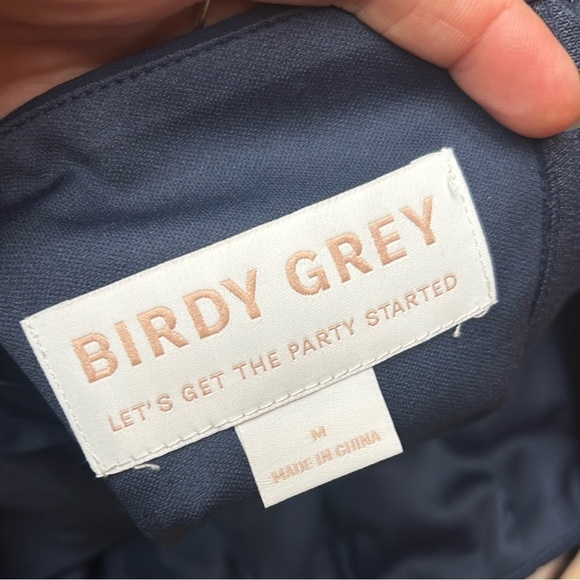 BIRDY GREY
LET'S GET THE PARTY STARTED
M
MADE IN CHINA